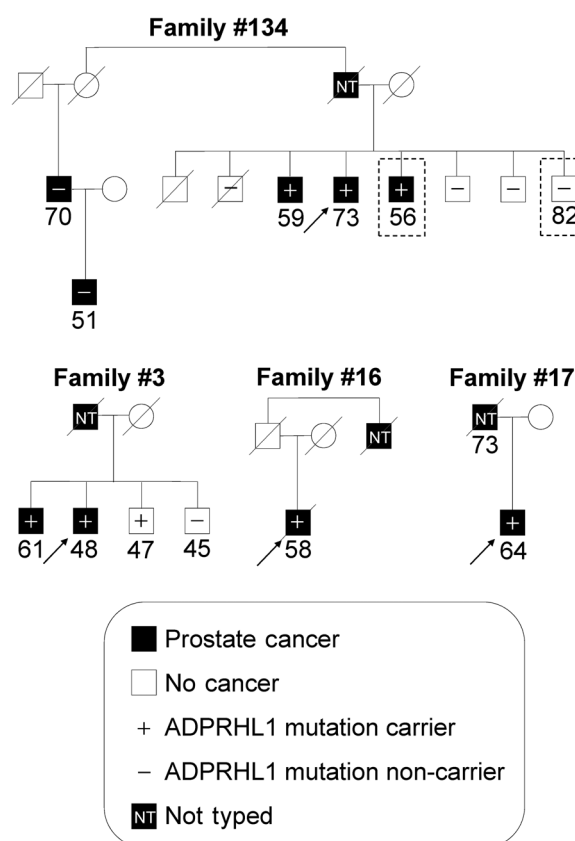 Family #134
NT
− 
+ + + − − −
70 59 73 56 82
−
51
Family #3 Family #16 Family #17
NT NT NT
73
+ + + − + +
61 48 47 45 58 64
Prostate cancer
No cancer
+ ADPRHL1 mutation carrier
− ADPRHL1 mutation non-carrier
NT Not typed